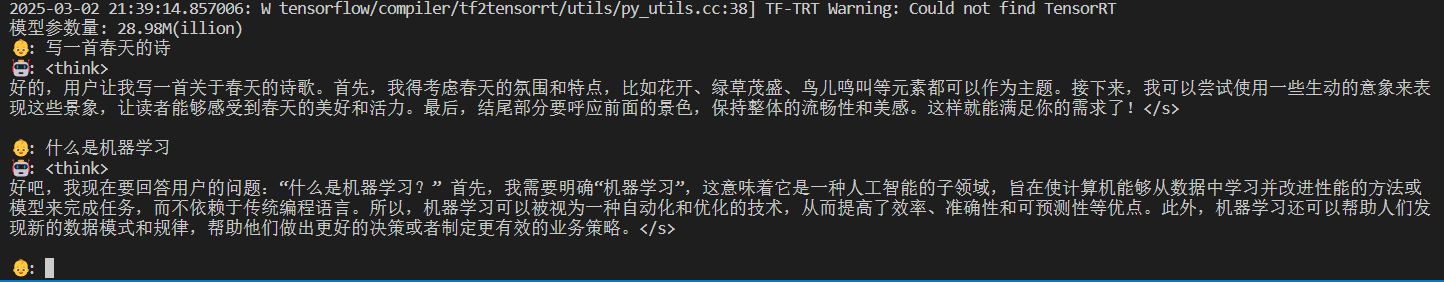 2025-03-02 21:39:14.857006: W tensorflow/compiler/tf2tensorrt/utils/py_utils.cc:38] TF-TRT Warning: Could not find TensorRT
模型参数量: 28.98M(illion)
👶: 写一首春天的诗
🤖: <think>
好的，用户让我写一首关于春天的诗歌。首先，我得考虑春天的氛围和特点，比如花开、绿草茂盛、鸟儿鸣叫等元素都可以作为主题。接下来，我可以尝试使用一些生动的意象来表
现这些景象，让读者能够感受到春天的美好和活力。最后，结尾部分要呼应前面的景色，保持整体的流畅性和美感。这样就能满足你的需求了！</s>
👶: 什么是机器学习
🤖: <think>
好吧，我现在要回答用户的问题：“什么是机器学习？” 首先，我需要明确“机器学习”，这意味着它是一种人工智能的子领域，旨在使计算机能够从数据中学习并改进性能的方法或
模型来完成任务，而不依赖于传统编程语言。所以，机器学习可以被视为一种自动化和优化的技术，从而提高了效率、准确性和可预测性等优点。此外，机器学习还可以帮助人们发
现新的数据模式和规律，帮助他们做出更好的决策或者制定更有效的业务策略。</s>
👶: